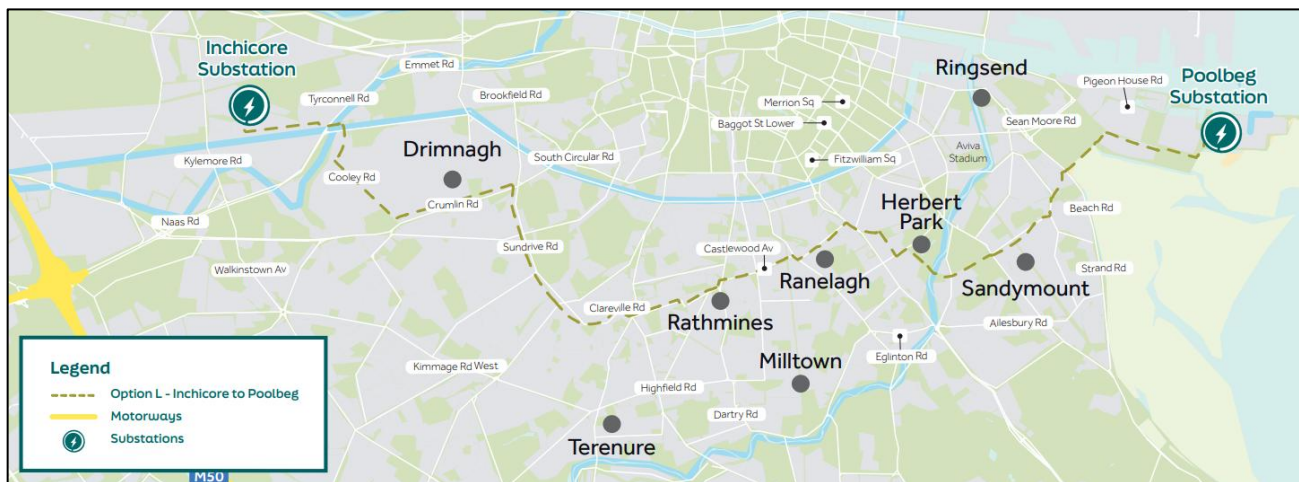 Inchicore
Substation
Emmet Rd
Tyrconnell Rd
Brookfield Rd
Kylemore Rd
Drimnagh
South Circular Rd
Cooley Rd
Crumlin Rd
Naas Rd
Walkinstown Av
Sundrive Rd
Merrion Sq
Baggot St Lower
Fitzwilliam Sq
Ringsend
Aviva
Stadium
Sean Moore Rd
Pigeon House Rd
Poolbeg
Substation
Herbert
Park
Beach Rd
Castlewood Av
Ranelagh
Sandymount
Strand Rd
Clareville Rd
Rathmines
Ailesbury Rd
Eglinton Rd
Milltown
Kimmage Rd West
Highfield Rd
Dartry Rd
Terenure
Legend
Option L - Inchicore to Poolbeg
Motorways
Substations
M50